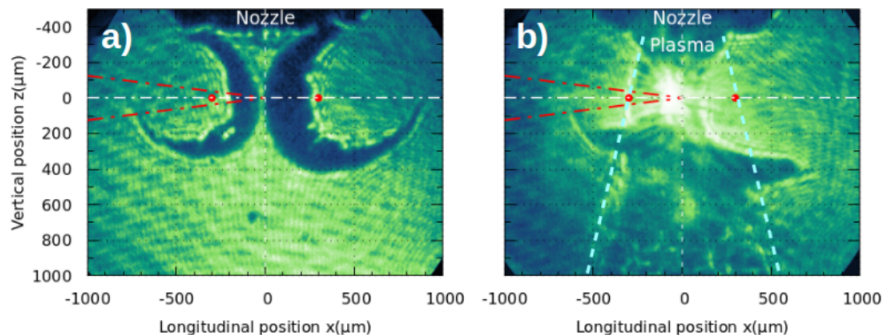 Nozzle
a)
-400
-200
0
200
400
600
800
1000
Vertical position z(µm)
-1000
-500
0
500
1000
Longitudinal position x(µm)
Nozzle
Plasma
b)
-1000
-500
0
500
1000
Longitudinal position x(µm)